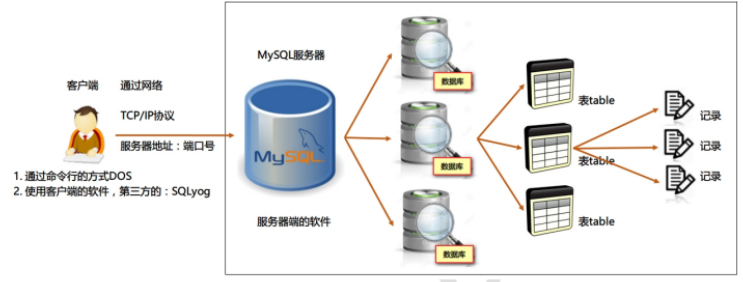 客户端
通过网络
TCP/IP协议
服务器地址：端口号
1. 通过命令行的方式DOS
2. 使用客户端的软件，第三方的：SQLyog
MySQL服务器
MySQL
服务器端的软件
数据库
数据库
数据库
表table
表table
表table
记录
记录
记录